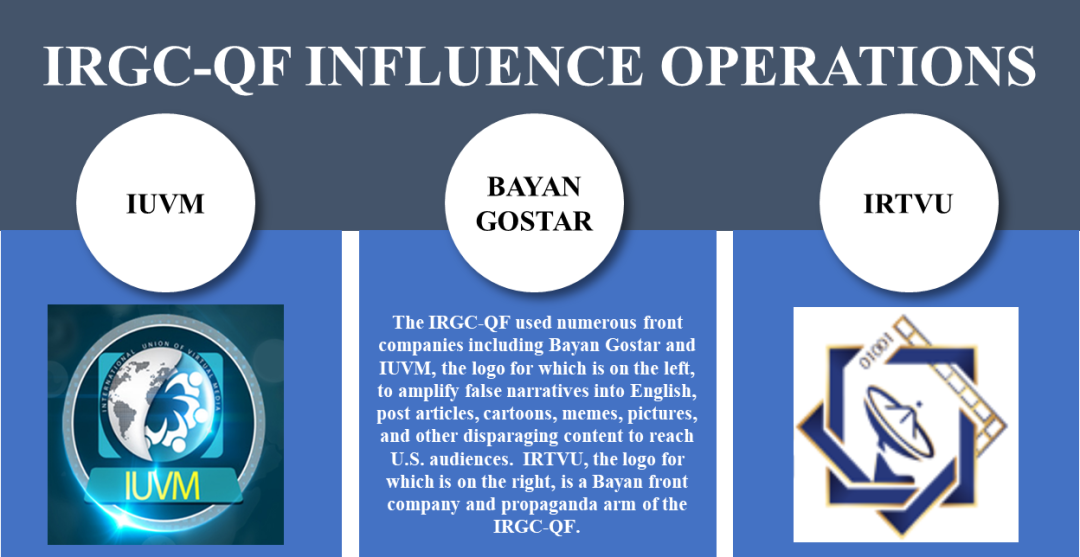 IRGC-QF INFLUENCE OPERATIONS
IUVM
BAYAN
GOSTAR
IRTVU
INTERNATIONAL UNION OF VIRTUAL MEDIA
IUVM
The IRGC-QF used numerous front
companies including Bayan Gostar and
IUVM, the logo for which is on the left,
to amplify false narratives into English,
post articles, cartoons, memes, pictures,
and other disparaging content to reach
U.S. audiences. IRTVU, the logo for
which is on the right, is a Bayan front
company and propaganda arm of the
IRGC-QF.
01001